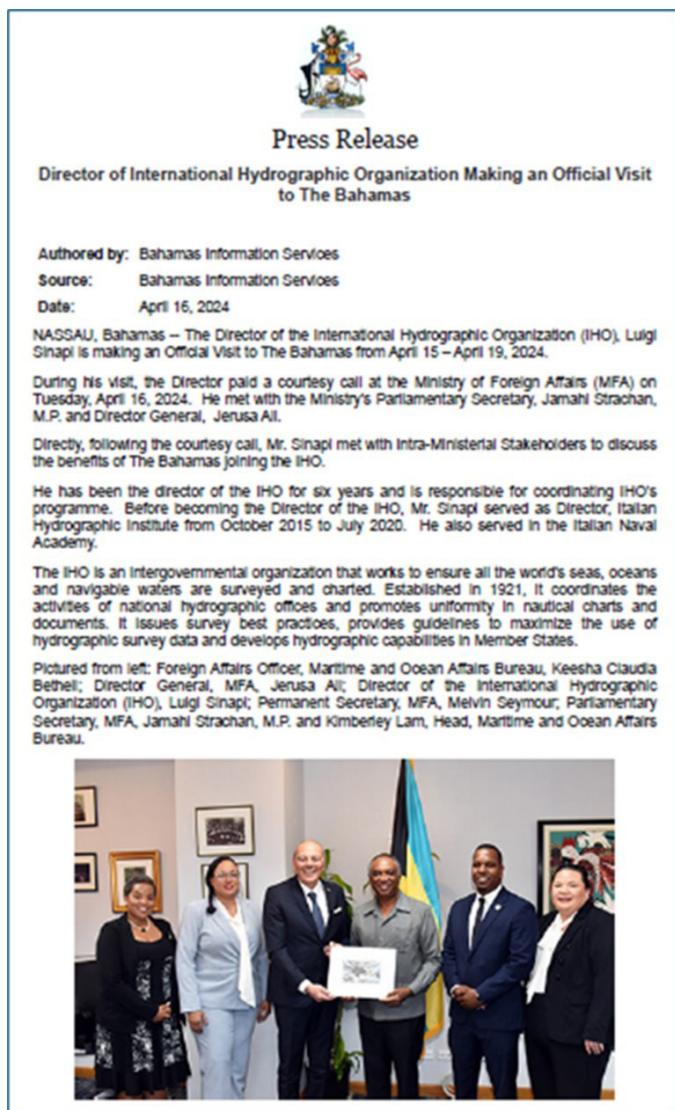 Press Release
Director of International Hydrographic Organization Making an Official Visit
to The Bahamas
Authored by: Bahamas Information Services
Source: Bahamas Information Services
Date: April 16, 2024
NASSAU, Bahamas – The Director of the International Hydrographic Organization (IHO), Luigi
Sinapi is making an Official Visit to The Bahamas from April 15 – April 19, 2024.
During his visit, the Director paid a courtesy call at the Ministry of Foreign Affairs (MFA) on
Tuesday, April 16, 2024. He met with the Ministry's Parliamentary Secretary, Jamahl Strachan,
M.P. and Director General, Jerusa Ali.
Directly, following the courtesy call, Mr. Sinapi met with Intra-Ministerial Stakeholders to discuss
the benefits of The Bahamas joining the IHO.
He has been the director of the IHO for six years and is responsible for coordinating IHO's
programme. Before becoming the Director of the IHO, Mr. Sinapi served as Director, Italian
Hydrographic Institute from October 2015 to July 2020. He also served in the Italian Naval
Academy.
The IHO is an intergovernmental organization that works to ensure all the world's seas, oceans
and navigable waters are surveyed and charted. Established in 1921, it coordinates the
activities of national hydrographic offices and promotes uniformity in nautical charts and
documents. It issues survey best practices, provides guidelines to maximize the use of
hydrographic survey data and develops hydrographic capabilities in Member States.
Pictured from left: Foreign Affairs Officer, Maritime and Ocean Affairs Bureau, Keesha Claudia
Bethell; Director General, MFA, Jerusa Ali; Director of the International Hydrographic
Organization (IHO), Luigi Sinapi; Permanent Secretary, MFA, Melvin Seymour; Parliamentary
Secretary, MFA, Jamahl Strachan, M.P. and Kimberley Lam, Head, Maritime and Ocean Affairs
Bureau.